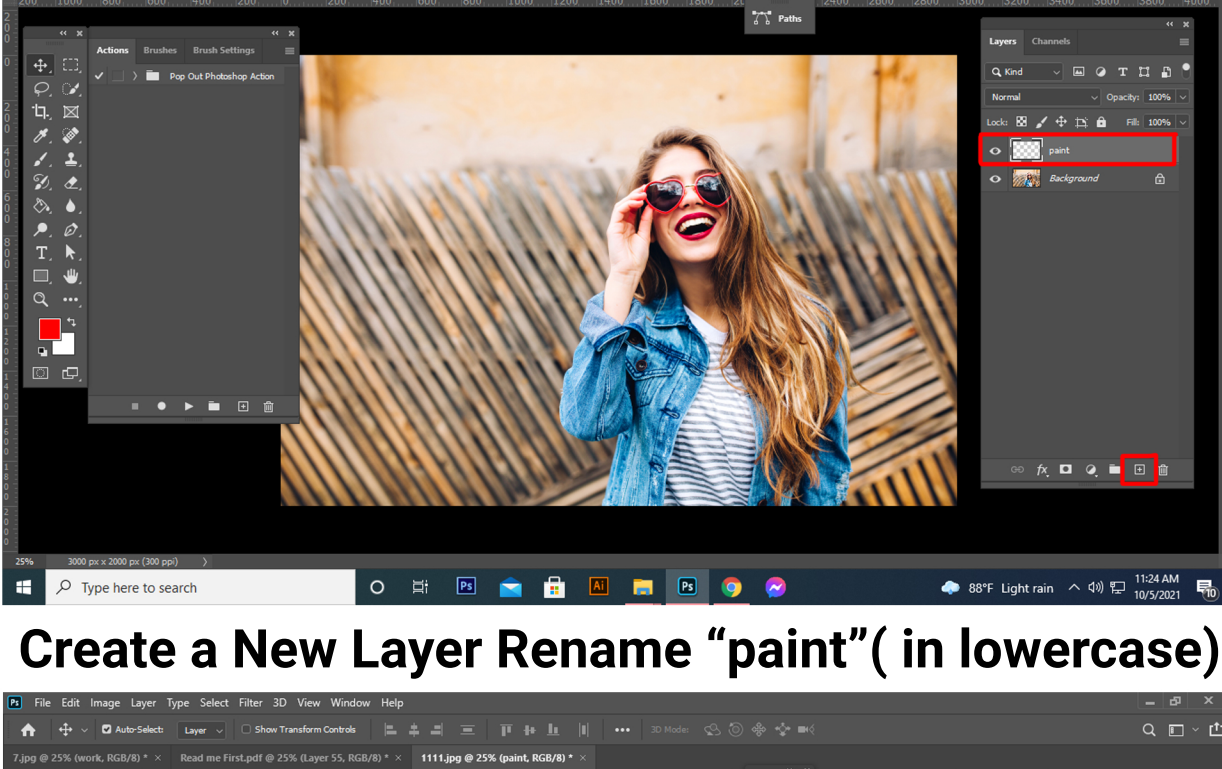 Paths
Actions Brushes Brush Settings
Pop Out Photoshop Action
Layers Channels
Kind
Normal Opacity: 100%
Lock: Fill: 100%
paint
Background
25% 3000 px x 2000 px (300 ppi)
Type here to search
88°F Light rain 11:24 AM
10/5/2021
10
Create a New Layer Rename “paint”( in lowercase)
Ps File Edit Image Layer Type Select Filter 3D View Window Help
Auto-Select: Layer Show Transform Controls 3D Mode:
7.jpg @ 25% (work, RGB/8) * × Read me First.pdf @ 25% (Layer 55, RGB/8) * × 1111.jpg @ 25% (paint, RGB/8) * ×